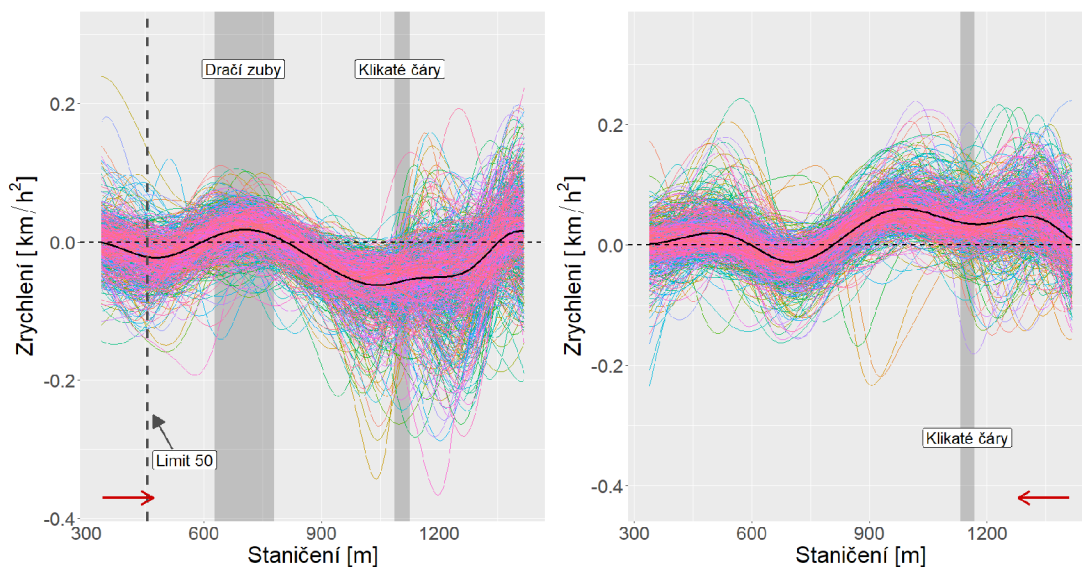 Dračí zuby
Klikaté čáry
0.2
0.0
-0.2
-0.4
Zrychlení [km/h²]
Limit 50
300
600
900
1200
Staničení [m]
0.2
0.0
-0.2
-0.4
Zrychlení [km/h²]
Klikaté čáry
300
600
900
1200
Staničení [m]